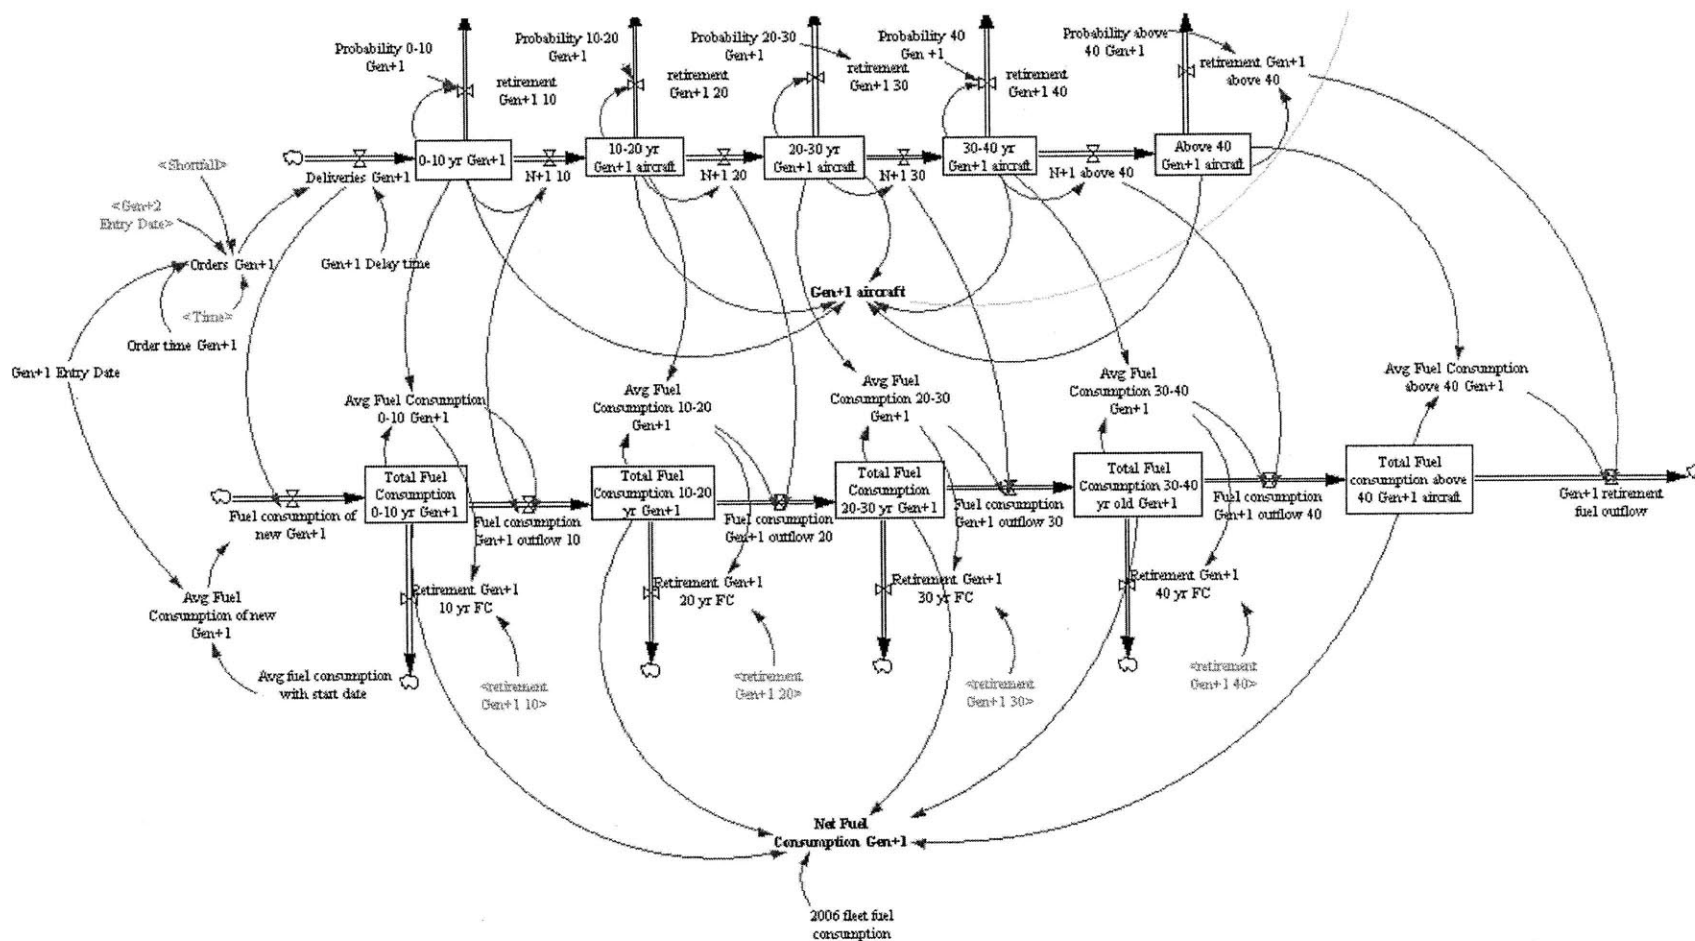 Probability 0-10
Gen+1
Probability 10-20
Gen+1
Probability 20-30
Gen+1
Probability 40
Gen +1
Probability above
40 Gen+1
retirement
Gen+1 10
retirement
Gen+1 20
retirement
Gen+1 30
retirement
Gen+1 40
retirement Gen+1
above 40
0-10 yr Gen+1
10-20 yr
Gen+1 aircraft
20-30 yr
Gen+1 aircraft
30-40 yr
Gen+1 aircraft
Above 40
Gen+1 aircraft
Deliveries Gen+1
N+1 10
N+1 20
N+1 30
N+1 above 40
<Shortfall>
<Gen+2
Entry Date>
Orders Gen+1
Gen+1 Delay time
<Time>
Order time Gen+1
Gen+1 Entry Date
Gen+1 aircraft
Avg Fuel Consumption
0-10 Gen+1
Avg Fuel
Consumption 10-20
Gen+1
Avg Fuel
Consumption 20-30
Gen+1
Avg Fuel
Consumption 30-40
Gen+1
Avg Fuel Consumption
above 40 Gen+1
Total Fuel
Consumption
0-10 yr Gen+1
Total Fuel
Consumption 10-20
yr Gen+1
Total Fuel
Consumption
20-30 yr Gen+1
Total Fuel
Consumption 30-40
yr old Gen+1
Total Fuel
consumption above
40 Gen+1 aircraft
Fuel consumption of
new Gen+1
Fuel consumption
Gen+1 outflow 10
Fuel consumption
Gen+1 outflow 20
Fuel consumption
Gen+1 outflow 30
Fuel consumption
Gen+1 outflow 40
Gen+1 retirement
fuel outflow
Avg Fuel
Consumption of new
Gen+1
Retirement Gen+1
10 yr FC
Retirement Gen+1
20 yr FC
Retirement Gen+1
30 yr FC
Retirement Gen+1
40 yr FC
Avg fuel consumption
with start date
<retirement
Gen+1 10>
<retirement
Gen+1 20>
<retirement
Gen+1 30>
<retirement
Gen+1 40>
Net Fuel
Consumption Gen+1
2006 fleet fuel
consumption